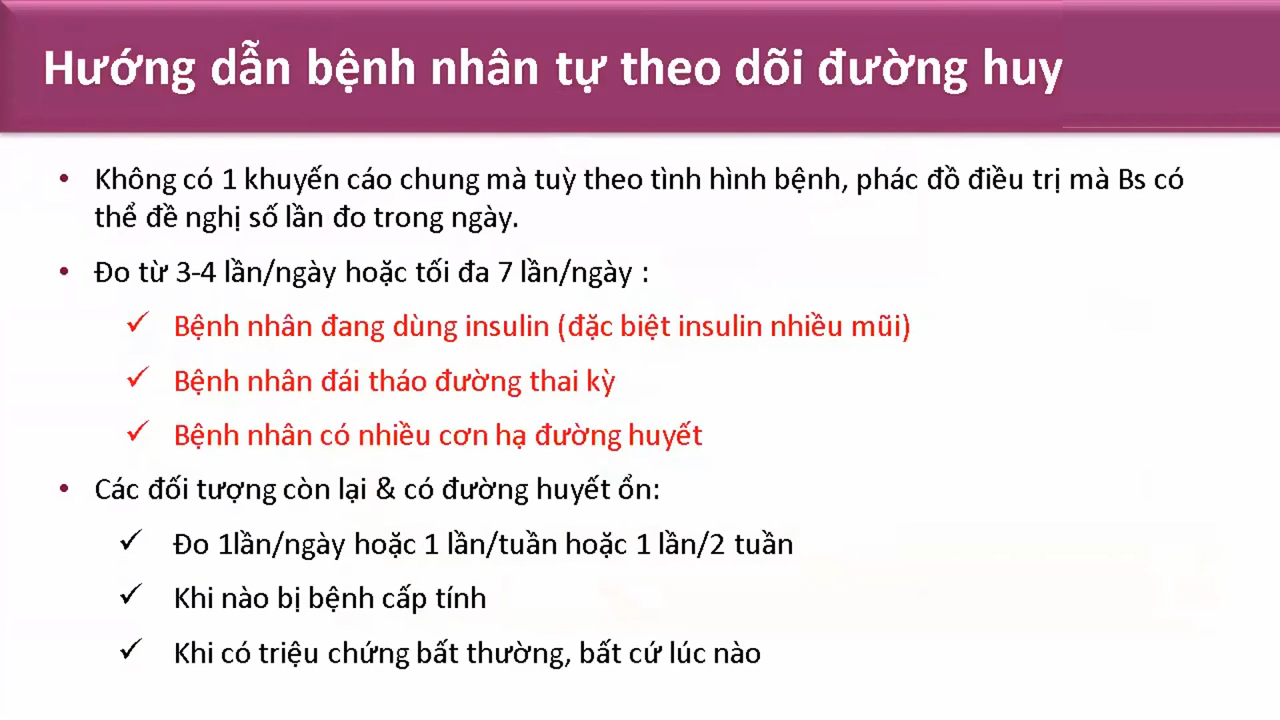 Hướng dẫn bệnh nhân tự theo dõi đường huy
• Không có 1 khuyến cáo chung mà tuỳ theo tình hình bệnh, phác đồ điều trị mà Bs có
thể đề nghị số lần đo trong ngày.
• Đo từ 3-4 lần/ngày hoặc tối đa 7 lần/ngày :
✓ Bệnh nhân đang dùng insulin (đặc biệt insulin nhiều mũi)
✓ Bệnh nhân đái tháo đường thai kỳ
✓ Bệnh nhân có nhiều cơn hạ đường huyết
• Các đối tượng còn lại & có đường huyết ổn:
✓ Đo 1lần/ngày hoặc 1 lần/tuần hoặc 1 lần/2 tuần
✓ Khi nào bị bệnh cấp tính
✓ Khi có triệu chứng bất thường, bất cứ lúc nào